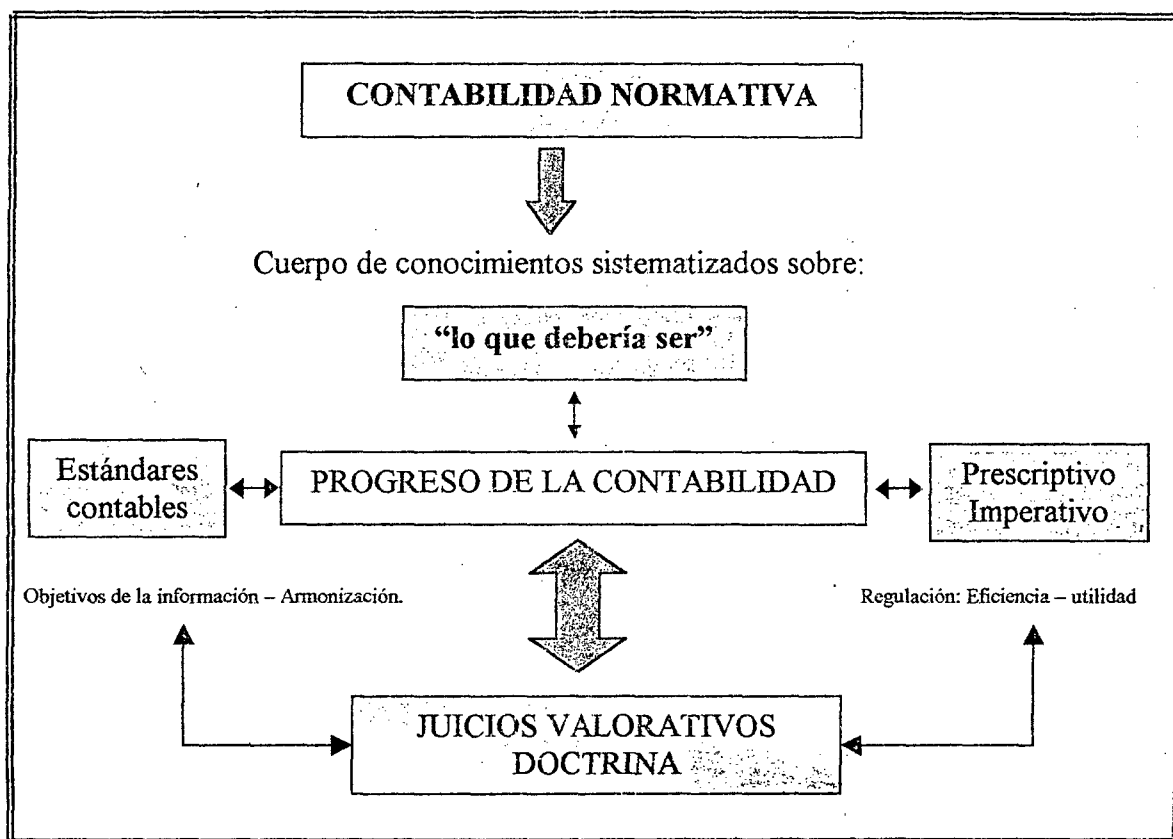 CONTABILIDAD NORMATIVA
Cuerpo de conocimientos sistematizados sobre:
“lo que debería ser”
Estándares
contables
PROGRESO DE LA CONTABILIDAD
Prescriptivo
Imperativo
Objetivos de la información – Armonización.
Regulación: Eficiencia – utilidad
JUICIOS VALORATIVOS
DOCTRINA